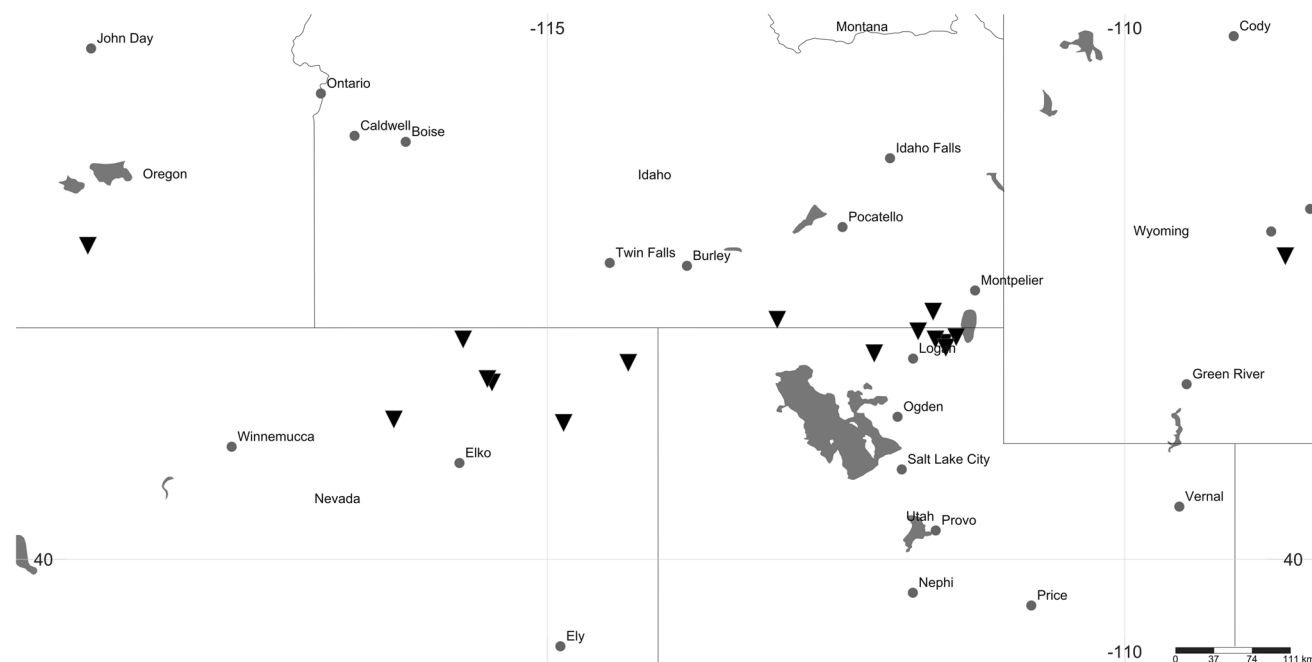 Montana
-115
-110
Cody
John Day
Ontario
Caldwell
Boise
Idaho Falls
Oregon
Idaho
Pocatello
Wyoming
Twin Falls
Burley
Montpelier
Logan
Green River
Ogden
Winnemucca
Elko
Salt Lake City
Nevada
Vernal
Utah
Provo
40
40
Nephi
Price
Ely
-110
0 37 74 111 km